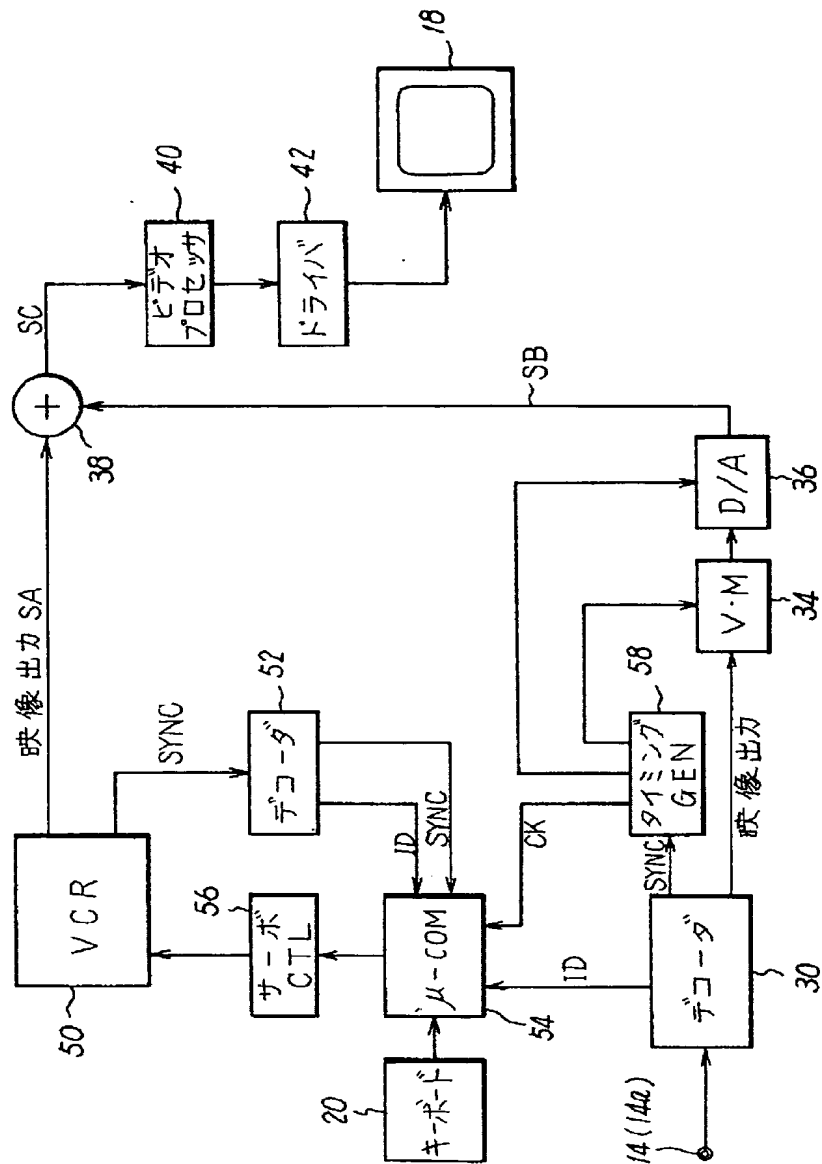 映像出力 SA
VCR
50
SYNC
デコーダ
52
ID
SYNC
サーボ
CTL
56
μ-COM
54
キーボード
20
14(14a)
デコーダ
30
ID
SYNC
映像出力
CK
タイミング
GEN
58
V・M
34
D/A
36
SB
+
38
SC
ビデオ
プロセッサ
40
ドライバ
42
18